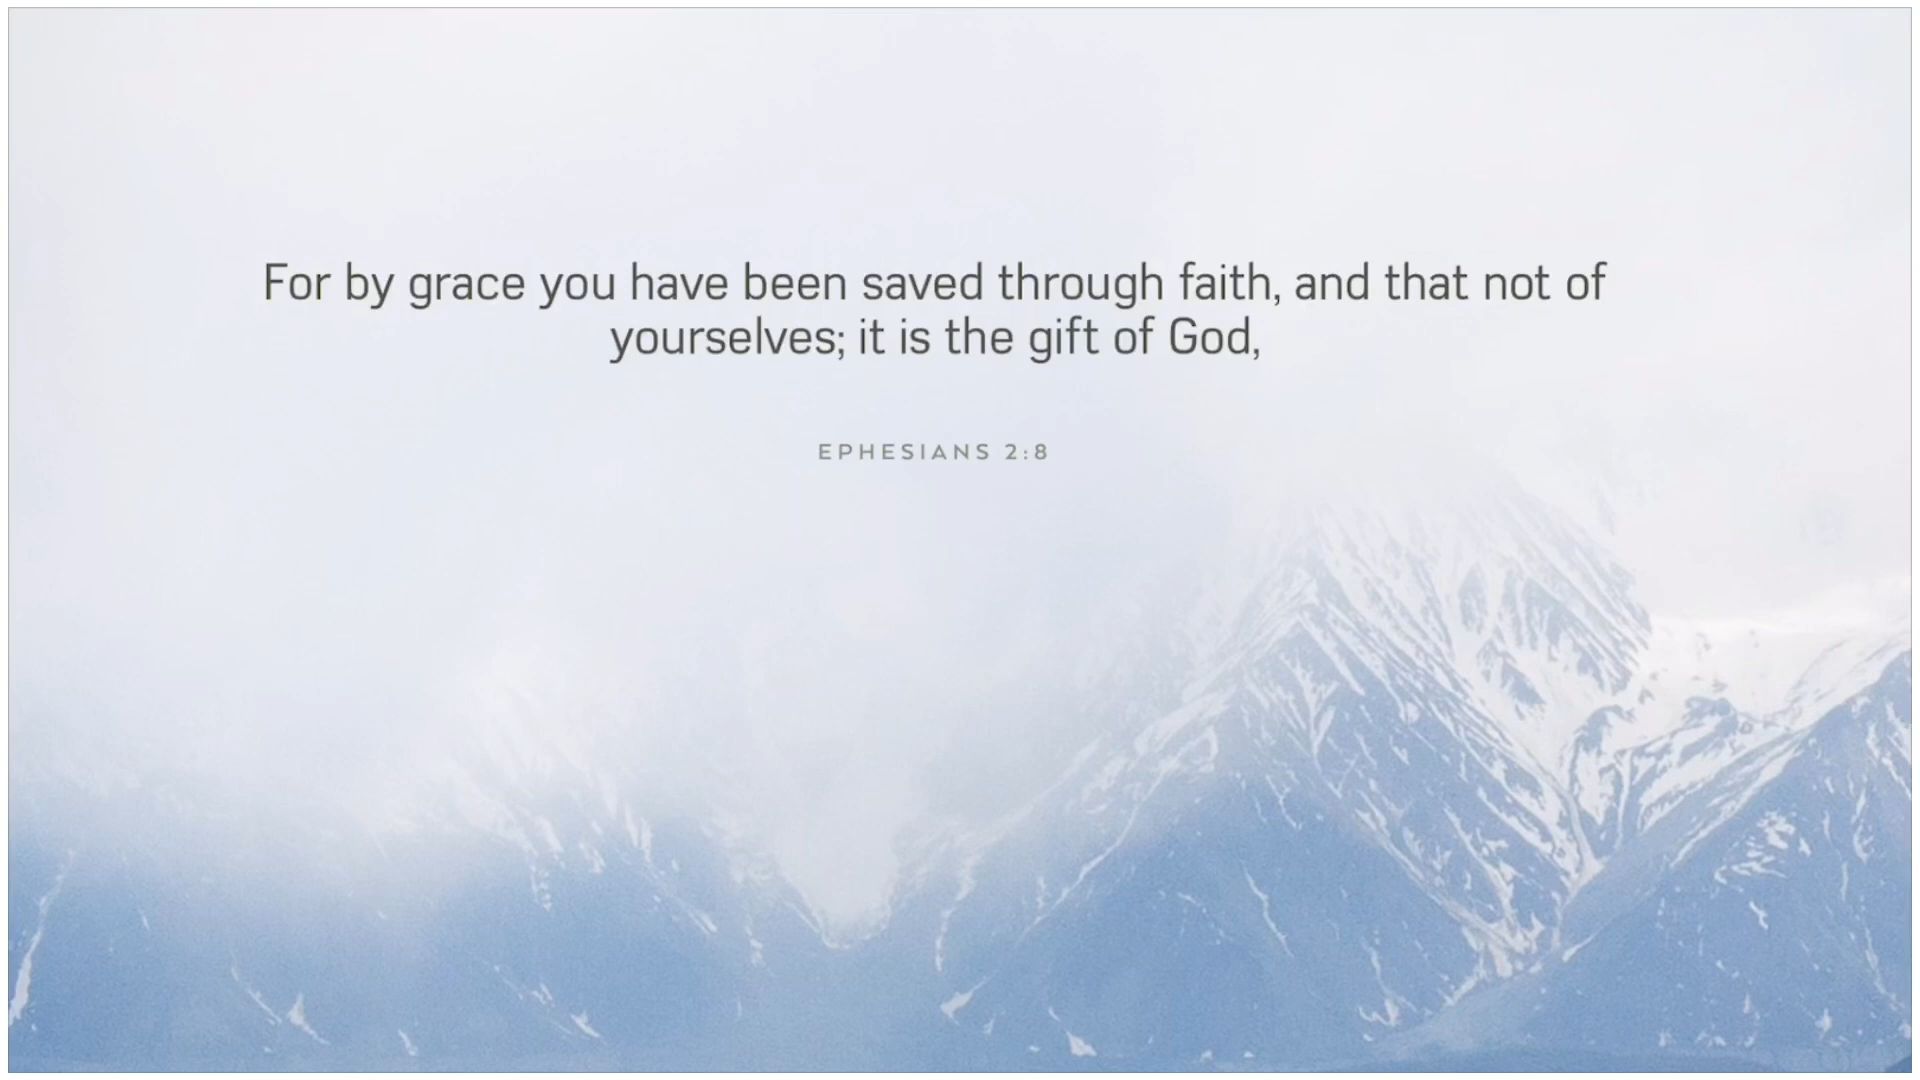 For by grace you have been saved through faith, and that not of
yourselves; it is the gift of God,
EPHESIANS 2:8